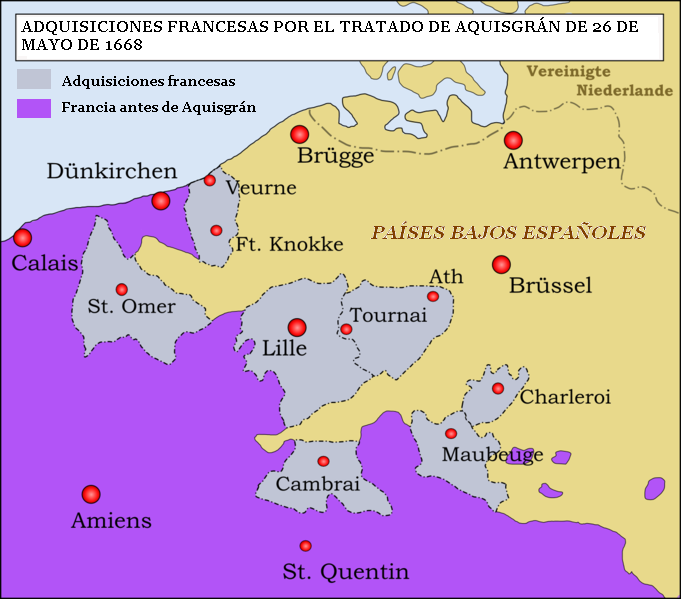 ADQUISICIONES FRANCESAS POR EL TRATADO DE AQUISGRÁN DE 26 DE
MAYO DE 1668
Adquisiciones francesas
Francia antes de Aquisgrán
Vereinigte
Niederlande
Brügge
Antwerpen
Dünkirchen
Veurne
Ft. Knokke
PAÍSES BAJOS ESPAÑOLES
Calais
Brüssel
Ath
St. Omer
Tournai
Lille
Charleroi
Maubeuge
Cambrai
Amiens
St. Quentin